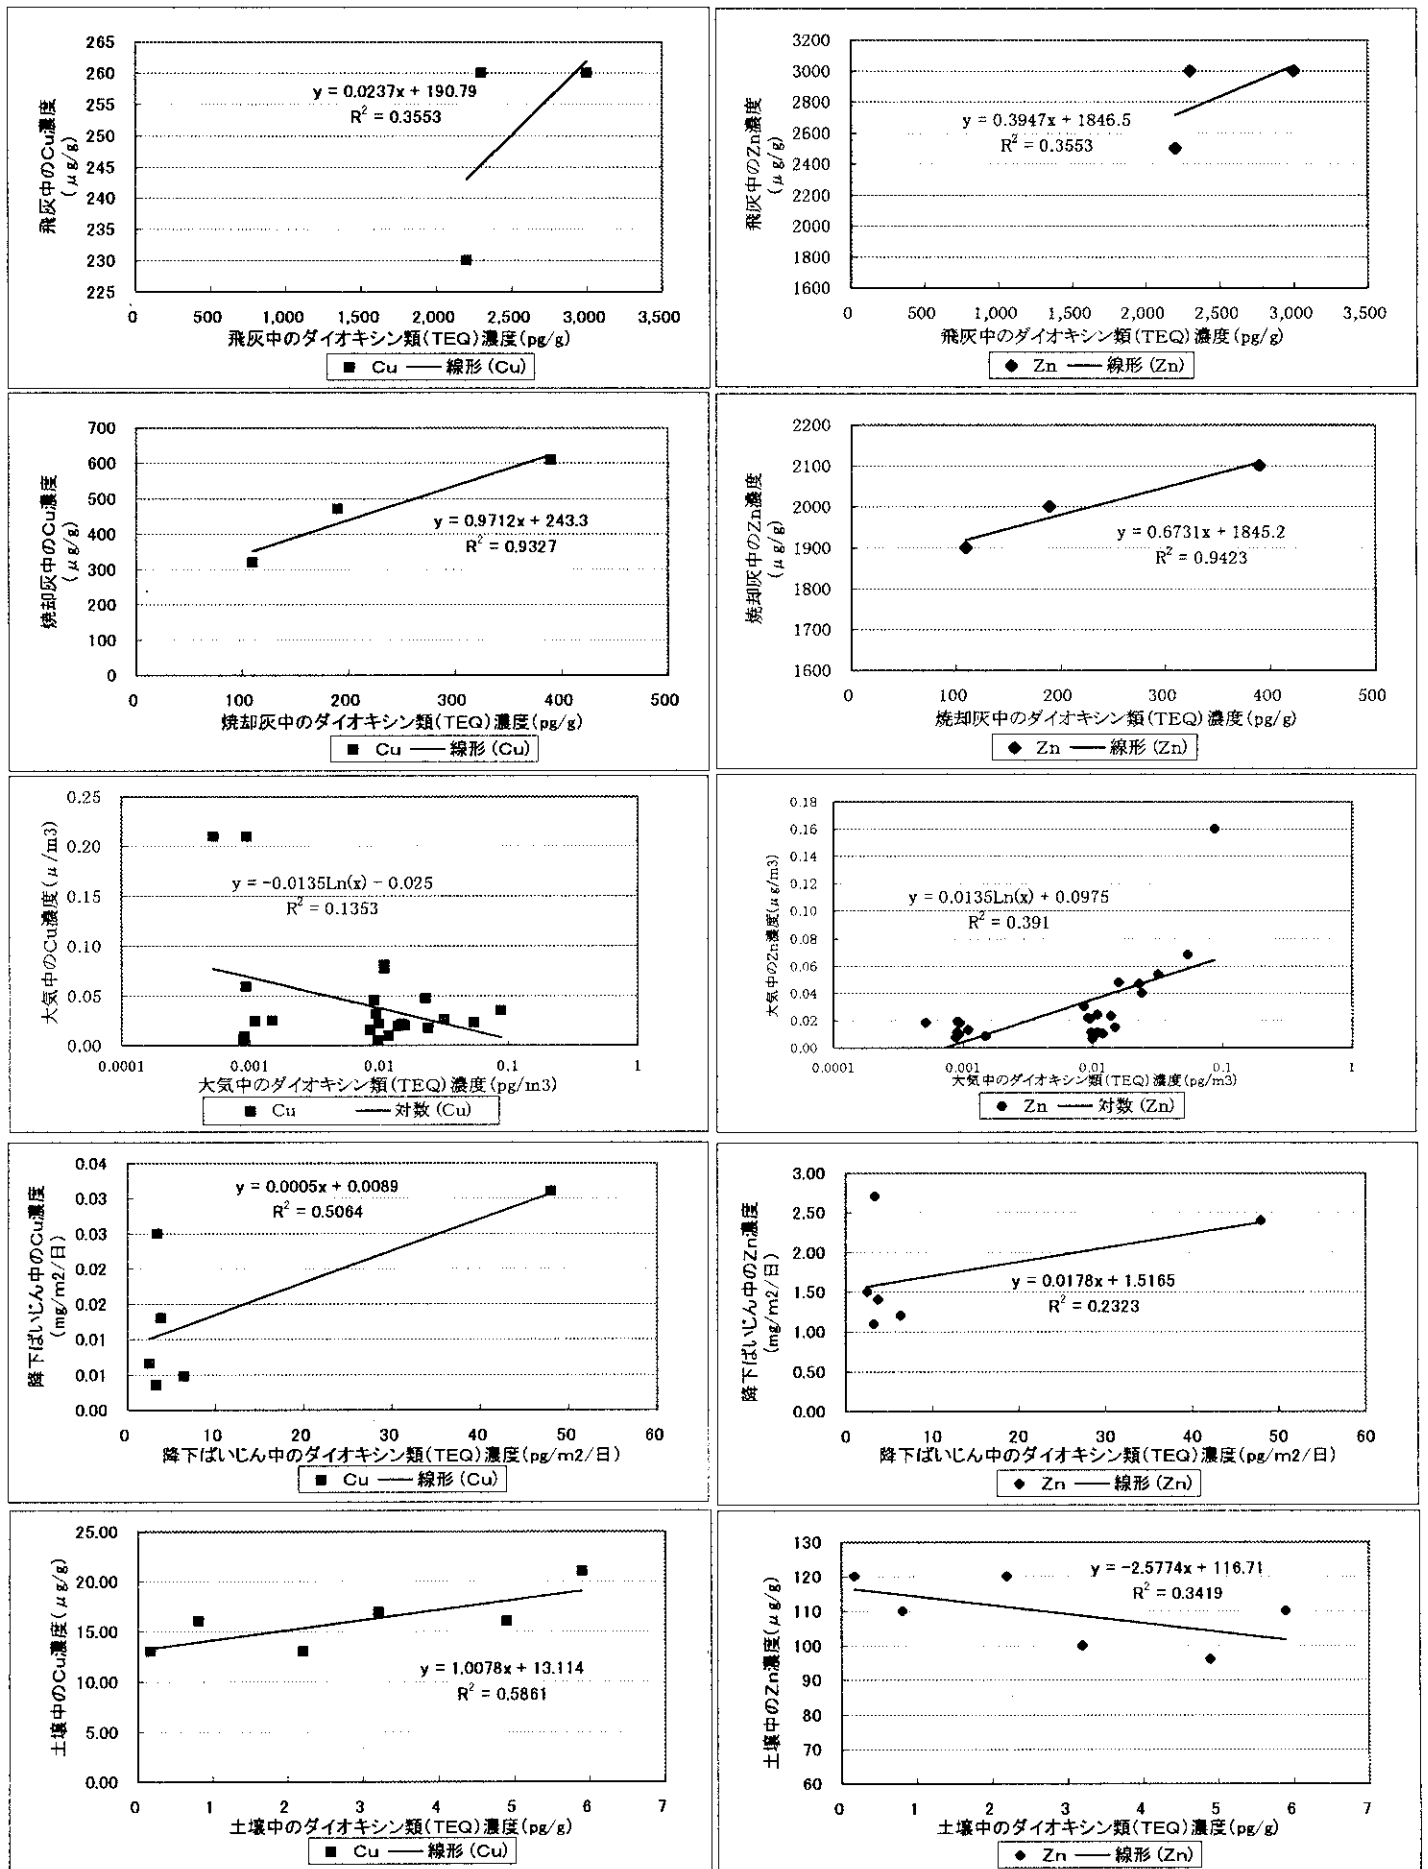 265
260
255
250
245
240
235
230
225
飛灰中のCu濃度
(μg/g)
y = 0.0237x + 190.79
R² = 0.3553
0 500 1,000 1,500 2,000 2,500 3,000 3,500
飛灰中のダイオキシン類(TEQ)濃度(pg/g)
■ Cu — 線形 (Cu)
3200
3000
2800
2600
2400
2200
2000
1800
1600
飛灰中のZn濃度
(μg/g)
y = 0.3947x + 1846.5
R² = 0.3553
0 500 1,000 1,500 2,000 2,500 3,000 3,500
飛灰中のダイオキシン類(TEQ)濃度(pg/g)
◆ Zn — 線形 (Zn)
700
600
500
400
300
200
100
0
焼却灰中のCu濃度
(μg/g)
y = 0.9712x + 243.3
R² = 0.9327
0 100 200 300 400 500
焼却灰中のダイオキシン類(TEQ)濃度(pg/g)
■ Cu — 線形 (Cu)
2200
2100
2000
1900
1800
1700
1600
焼却灰中のZn濃度
(μg/g)
y = 0.6731x + 1845.2
R² = 0.9423
0 100 200 300 400 500
焼却灰中のダイオキシン類(TEQ)濃度(pg/g)
◆ Zn — 線形 (Zn)
0.25
0.20
0.15
0.10
0.05
0.00
大気中のCu濃度(μ/m3)
y = -0.0135Ln(x) - 0.025
R² = 0.1353
0.0001 0.001 0.01 0.1 1
大気中のダイオキシン類(TEQ)濃度(pg/m3)
■ Cu — 対数 (Cu)
0.18
0.16
0.14
0.12
0.10
0.08
0.06
0.04
0.02
0.00
大気中のZn濃度(μg/m3)
y = 0.0135Ln(x) + 0.0975
R² = 0.391
0.0001 0.001 0.01 0.1 1
大気中のダイオキシン類(TEQ)濃度(pg/m3)
● Zn — 対数 (Zn)
0.04
0.03
0.03
0.02
0.02
0.01
0.01
0.00
降下ばいじん中のCu濃度
(mg/m2/日)
y = 0.0005x + 0.0089
R² = 0.5064
0 10 20 30 40 50 60
降下ばいじん中のダイオキシン類(TEQ)濃度(pg/m2/日)
■ Cu — 線形 (Cu)
3.00
2.50
2.00
1.50
1.00
0.50
0.00
降下ばいじん中のZn濃度
(mg/m2/日)
y = 0.0178x + 1.5165
R² = 0.2323
0 10 20 30 40 50 60
降下ばいじん中のダイオキシン類(TEQ)濃度(pg/m2/日)
◆ Zn — 線形 (Zn)
25.00
20.00
15.00
10.00
5.00
0.00
土壌中のCu濃度(μg/g)
y = 1.0078x + 13.114
R² = 0.5861
0 1 2 3 4 5 6 7
土壌中のダイオキシン類(TEQ)濃度(pg/g)
■ Cu — 線形 (Cu)
130
120
110
100
90
80
70
60
土壌中のZn濃度(μg/g)
y = -2.5774x + 116.71
R² = 0.3419
0 1 2 3 4 5 6 7
土壌中のダイオキシン類(TEQ)濃度(pg/g)
● Zn — 線形 (Zn)